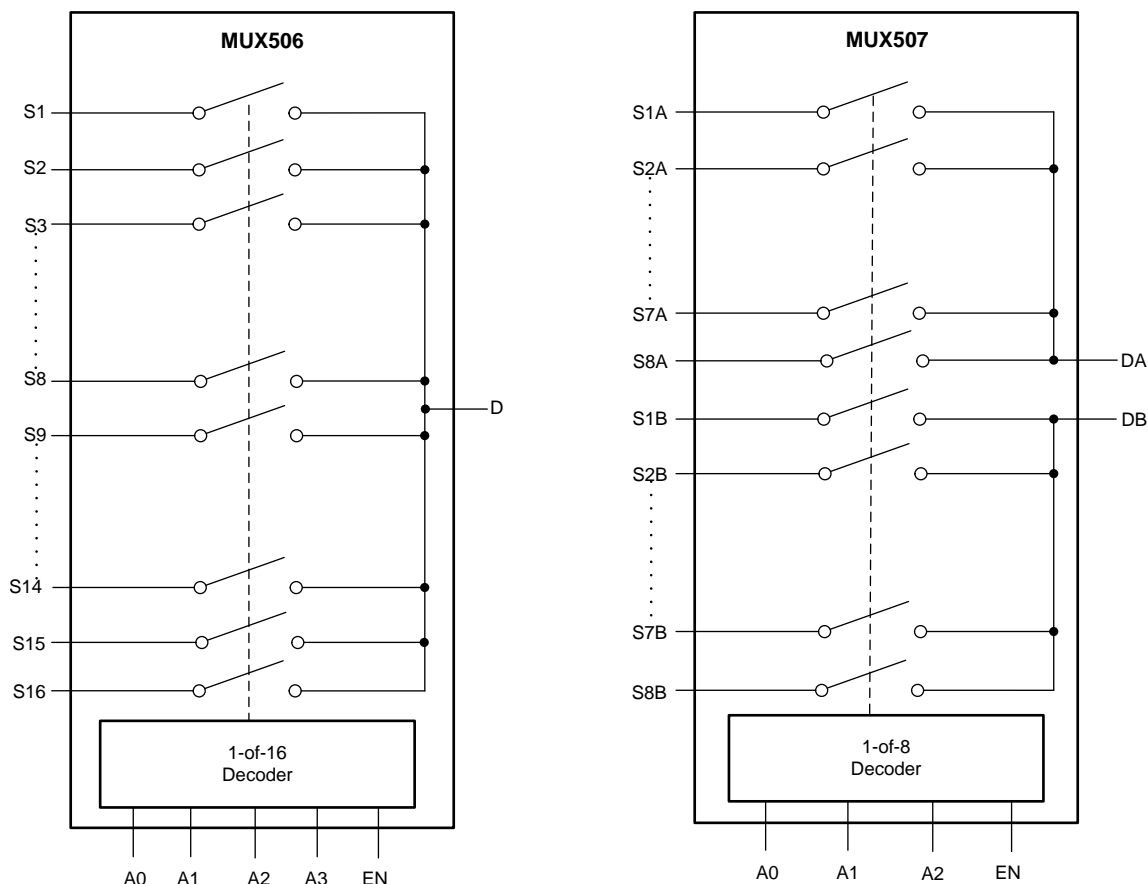 MUX506
S1
S2
S3
S8
S9
S14
S15
S16
D
1-of-16
Decoder
A0 A1 A2 A3 EN
MUX507
S1A
S2A
S7A
S8A
S1B
S2B
S7B
S8B
DA
DB
1-of-8
Decoder
A0 A1 A2 EN